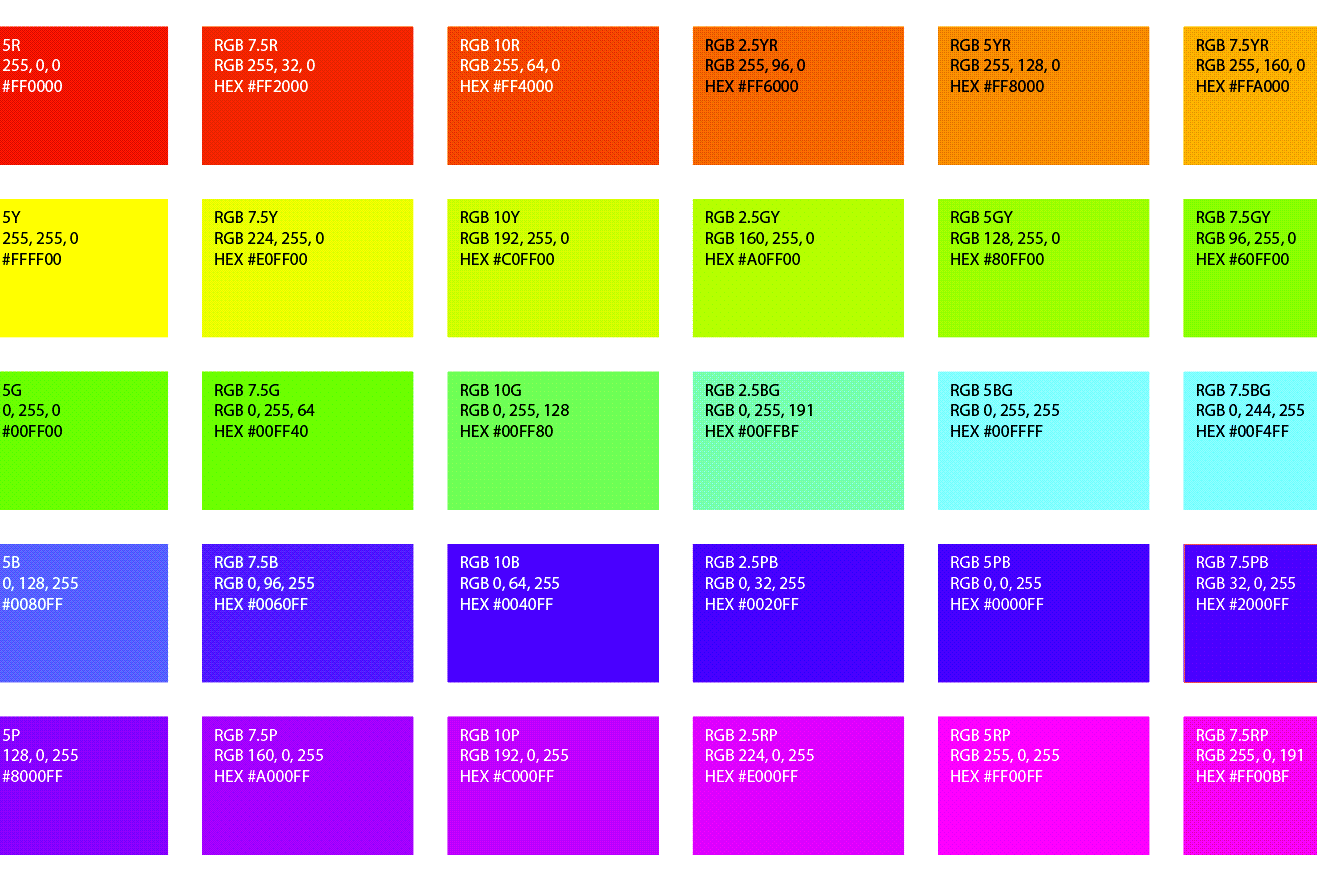 5R
255, 0, 0
#FF0000
RGB 7.5R
RGB 255, 32, 0
HEX #FF2000
RGB 10R
RGB 255, 64, 0
HEX #FF4000
RGB 2.5YR
RGB 255, 96, 0
HEX #FF6000
RGB 5YR
RGB 255, 128, 0
HEX #FF8000
RGB 7.5YR
RGB 255, 160, 0
HEX #FFA000
5Y
255, 255, 0
#FFFF00
RGB 7.5Y
RGB 224, 255, 0
HEX #E0FF00
RGB 10Y
RGB 192, 255, 0
HEX #C0FF00
RGB 2.5GY
RGB 160, 255, 0
HEX #A0FF00
RGB 5GY
RGB 128, 255, 0
HEX #80FF00
RGB 7.5GY
RGB 96, 255, 0
HEX #60FF00
5G
0, 255, 0
#00FF00
RGB 7.5G
RGB 0, 255, 64
HEX #00FF40
RGB 10G
RGB 0, 255, 128
HEX #00FF80
RGB 2.5BG
RGB 0, 255, 191
HEX #00FFBF
RGB 5BG
RGB 0, 255, 255
HEX #00FFFF
RGB 7.5BG
RGB 0, 244, 255
HEX #00F4FF
5B
0, 128, 255
#0080FF
RGB 7.5B
RGB 0, 96, 255
HEX #0060FF
RGB 10B
RGB 0, 64, 255
HEX #0040FF
RGB 2.5PB
RGB 0, 32, 255
HEX #0020FF
RGB 5PB
RGB 0, 0, 255
HEX #0000FF
RGB 7.5PB
RGB 32, 0, 255
HEX #2000FF
5P
128, 0, 255
#8000FF
RGB 7.5P
RGB 160, 0, 255
HEX #A000FF
RGB 10P
RGB 192, 0, 255
HEX #C000FF
RGB 2.5RP
RGB 224, 0, 255
HEX #E000FF
RGB 5RP
RGB 255, 0, 255
HEX #FF00FF
RGB 7.5RP
RGB 255, 0, 191
HEX #FF00BF